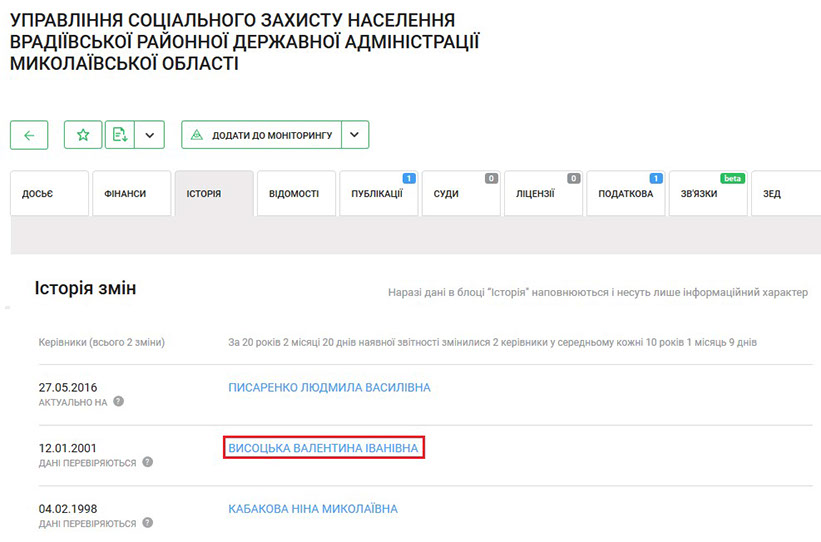 УПРАВЛІННЯ СОЦІАЛЬНОГО ЗАХИСТУ НАСЕЛЕННЯ
ВРАДІЇВСЬКОЇ РАЙОННОЇ ДЕРЖАВНОЇ АДМІНІСТРАЦІЇ
МИКОЛАЇВСЬКОЇ ОБЛАСТІ
ДОДАТИ ДО МОНІТОРИНГУ
ДОСЬЄ
ФІНАНСИ
ІСТОРІЯ
ВІДОМОСТІ
ПУБЛІКАЦІЇ 1
СУДИ 0
ЛІЦЕНЗІЇ 0
ПОДАТКОВА 1
ЗВ'ЯЗКИ beta
ЗЕД
Історія змін
Наразі дані в блоці "Історія" наповнюються і несуть лише інформаційний характер
Керівники (всього 2 зміни)
За 20 років 2 місяці 20 днів наявної звітності змінилися 2 керівники у середньому кожні 10 років 1 місяць 9 днів
27.05.2016
АКТУАЛЬНО НА ?
ПИСАРЕНКО ЛЮДМИЛА ВАСИЛІВНА
12.01.2001
ДАНІ ПЕРЕВІРЯЮТЬСЯ ?
ВИСОЦЬКА ВАЛЕНТИНА ІВАНІВНА
04.02.1998
ДАНІ ПЕРЕВІРЯЮТЬСЯ ?
КАБАКОВА НІНА МИКОЛАЇВНА